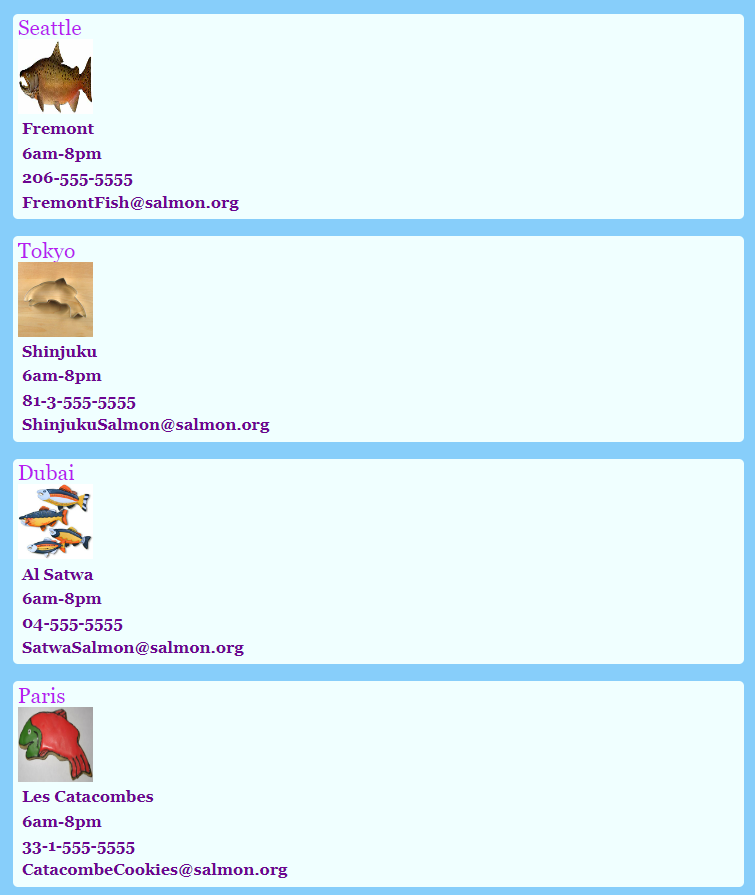 Seattle
Fremont
6am-8pm
206-555-5555
FremontFish@salmon.org
Tokyo
Shinjuku
6am-8pm
81-3-555-5555
ShinjukuSalmon@salmon.org
Dubai
Al Satwa
6am-8pm
04-555-5555
SatwaSalmon@salmon.org
Paris
Les Catacombes
6am-8pm
33-1-555-5555
CatacombeCookies@salmon.org